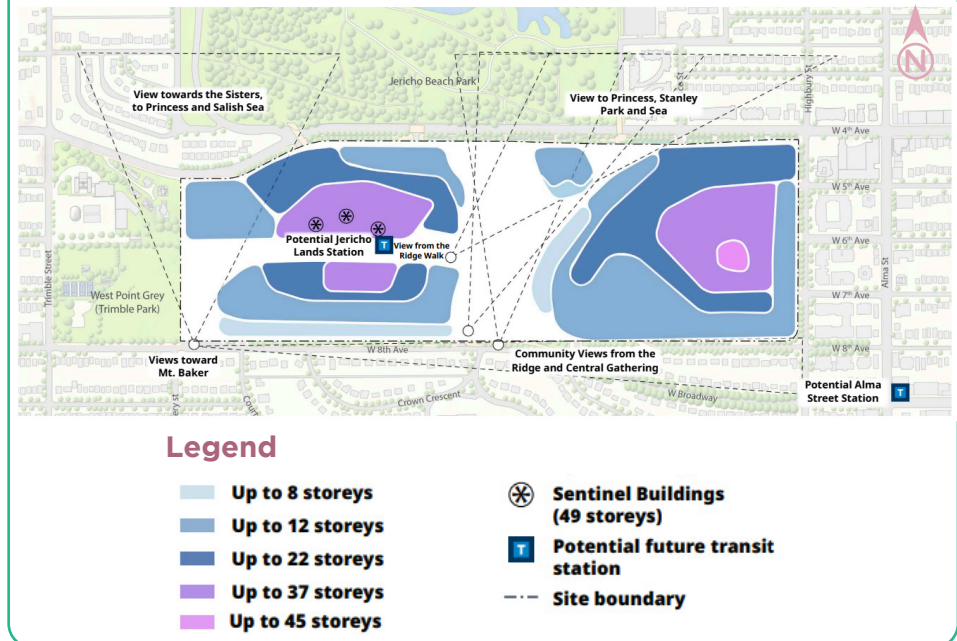 N
Jericho Beach Park
View towards the Sisters,
to Princess and Salish Sea
View to Princess, Stanley
Park and Sea
Highbury St
W 4th Ave
W 5th Ave
Potential Jericho
Lands Station
T
View from the
Ridge Walk
W 6th Ave
Trimble Street
Alma St
West Point Grey
(Trimble Park)
W 7th Ave
W 8th Ave
W 8th Ave
Views toward
Mt. Baker
Community Views from the
Ridge and Central Gathering
Crown Crescent
W Broadway
Potential Alma
Street Station
T
Legend
Up to 8 storeys
Up to 12 storeys
Up to 22 storeys
Up to 37 storeys
Up to 45 storeys
Sentinel Buildings
(49 storeys)
T
Potential future transit
station
Site boundary